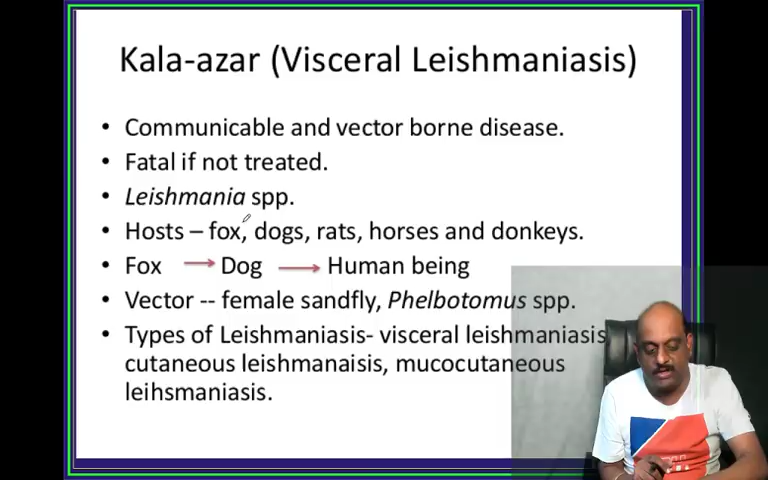 Kala-azar (Visceral Leishmaniasis)
• Communicable and vector borne disease.
• Fatal if not treated.
• Leishmania spp.
• Hosts – fox, dogs, rats, horses and donkeys.
• Fox → Dog → Human being
• Vector -- female sandfly, Phelbotomus spp.
• Types of Leishmaniasis- visceral leishmaniasis
cutaneous leishmanaisis, mucocutaneous
leihsmaniasis.